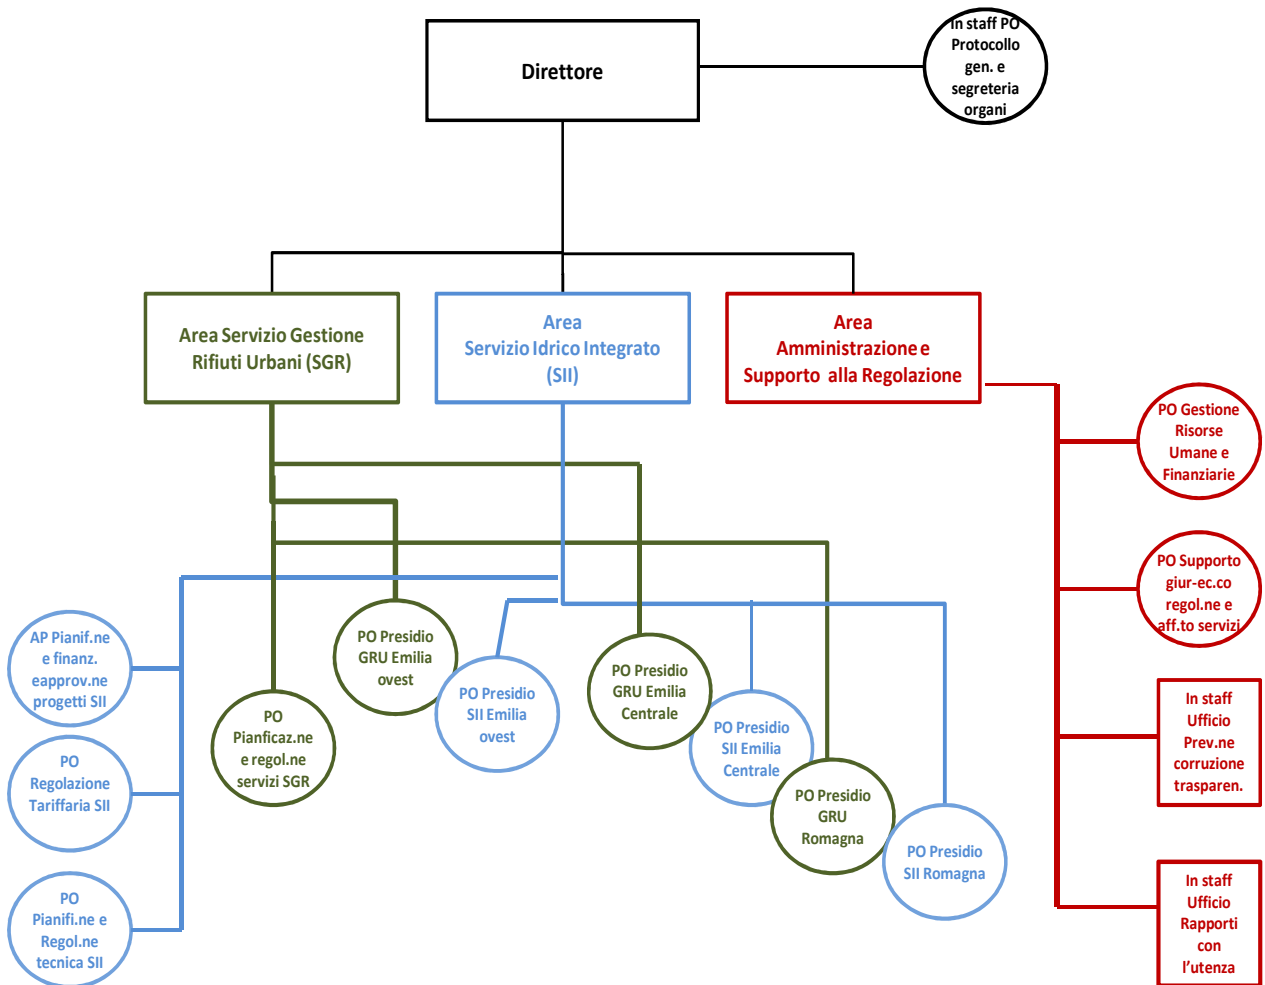 In staff PO
Protocollo
gen. e
segreteria
organi
Direttore
Area Servizio Gestione
Rifiuti Urbani (SGR)
Area
Servizio Idrico Integrato
(SII)
Area
Amministrazione e
Supporto alla Regolazione
PO Gestione
Risorse
Umane e
Finanziarie
PO Supporto
giur-ec.co
regol.ne e
aff.to servizi
In staff
Ufficio
Prev.ne
corruzione
trasparen.
In staff
Ufficio
Rapporti
con
l'utenza
AP Pianif.ne
e finanz.
eapprov.ne
progetti SII
PO
Regolazione
Tariffaria SII
PO
Pianifi.ne e
Regol.ne
tecnica SII
PO
Pianficaz.ne
e regol.ne
servizi SGR
PO Presidio
GRU Emilia
ovest
PO Presidio
SII Emilia
ovest
PO Presidio
GRU Emilia
Centrale
PO Presidio
SII Emilia
Centrale
PO Presidio
GRU
Romagna
PO Presidio
SII Romagna